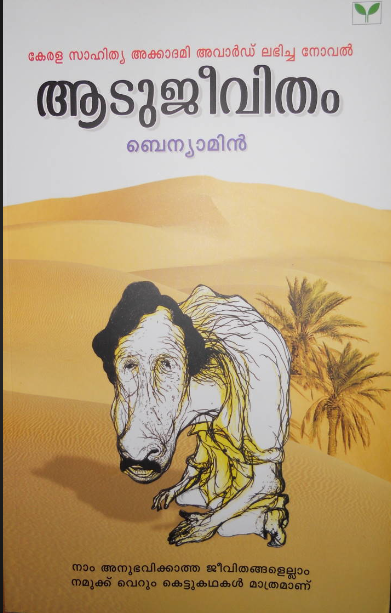 കേരള സാഹിത്യ അക്കാദമി അവാർഡ് ലഭിച്ച നോവൽ
ആടുജീവിതം
ബെന്യാമിൻ
നാം അനുഭവിക്കാത്ത ജീവിതങ്ങളെല്ലാം
നമുക്ക് വെറും കെട്ടുകഥകൾ മാത്രമാണ്